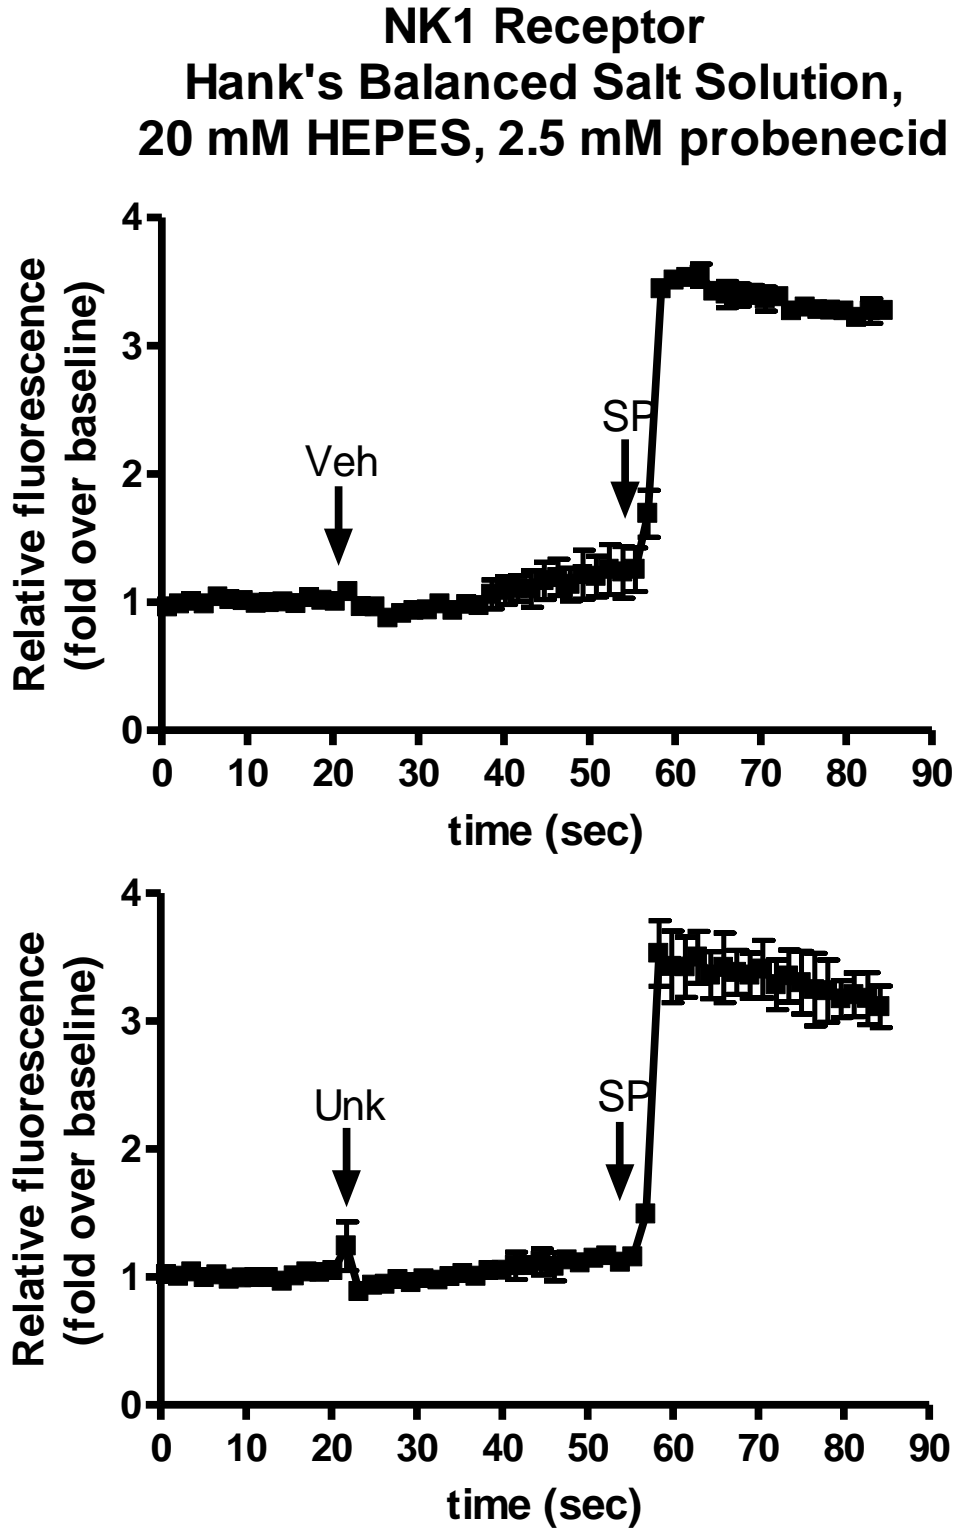 NK1 Receptor
Hank's Balanced Salt Solution,
20 mM HEPES, 2.5 mM probenecid
Relative fluorescence
(fold over baseline)
4
3
2
1
0
Veh
SP
0 10 20 30 40 50 60 70 80 90
time (sec)
Relative fluorescence
(fold over baseline)
4
3
2
1
0
Unk
SP
0 10 20 30 40 50 60 70 80 90
time (sec)